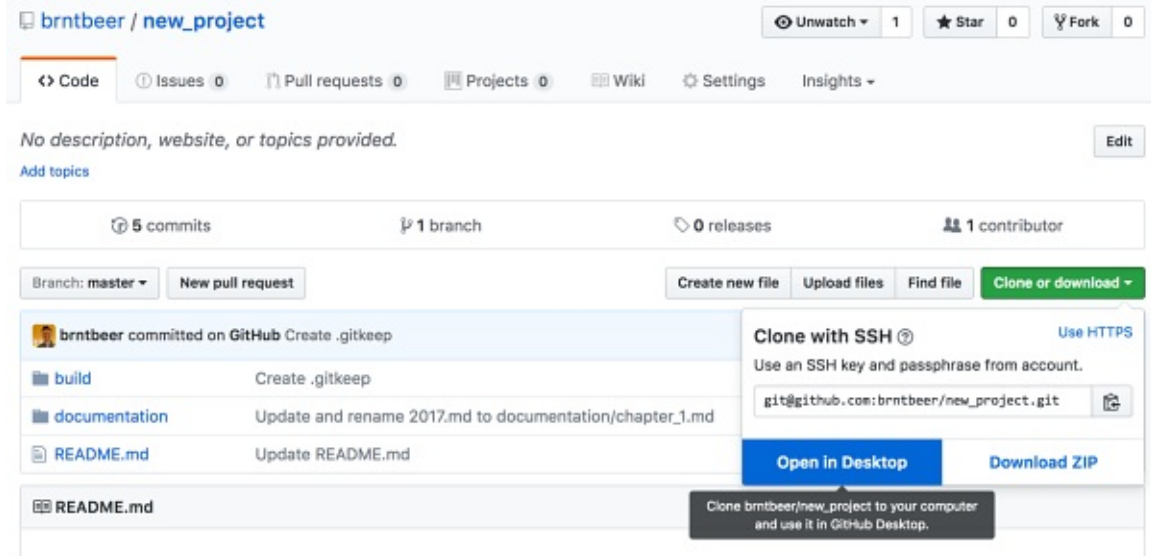 brntbeer / new_project
Unwatch 1 Star 0 Fork 0
<> Code Issues 0 Pull requests 0 Projects 0 Wiki Settings Insights
No description, website, or topics provided.
Edit
Add topics
5 commits 1 branch 0 releases 1 contributor
Branch: master New pull request Create new file Upload files Find file Clone or download
brntbeer committed on GitHub Create .gitkeep
build Create .gitkeep
documentation Update and rename 2017.md to documentation/chapter_1.md
README.md Update README.md
README.md
Clone with SSH Use HTTPS
Use an SSH key and passphrase from account.
git@github.com:brntbeer/new_project.git
Open in Desktop Download ZIP
Clone brntbeer/new_project to your computer
and use it in GitHub Desktop.